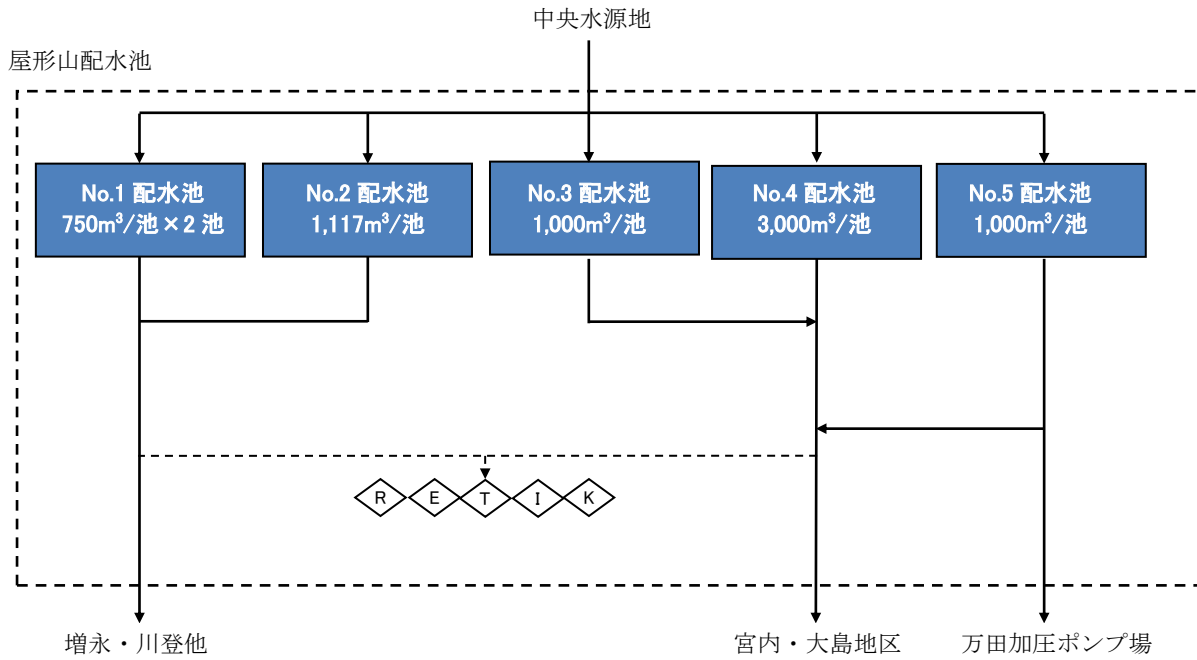 中央水源地
屋形山配水池
No.1 配水池
750m³/池×2 池
No.2 配水池
1,117m³/池
No.3 配水池
1,000m³/池
No.4 配水池
3,000m³/池
No.5 配水池
1,000m³/池
R E T I K
増永・川登他
宮内・大島地区
万田加圧ポンプ場